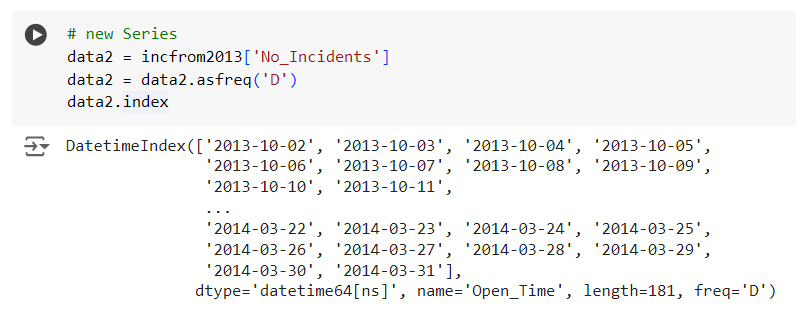 # new Series
data2 = incfrom2013['No_Incidents']
data2 = data2.asfreq('D')
data2.index
DatetimeIndex(['2013-10-02', '2013-10-03', '2013-10-04', '2013-10-05',
'2013-10-06', '2013-10-07', '2013-10-08', '2013-10-09',
'2013-10-10', '2013-10-11',
...
'2014-03-22', '2014-03-23', '2014-03-24', '2014-03-25',
'2014-03-26', '2014-03-27', '2014-03-28', '2014-03-29',
'2014-03-30', '2014-03-31'],
dtype='datetime64[ns]', name='Open_Time', length=181, freq='D')